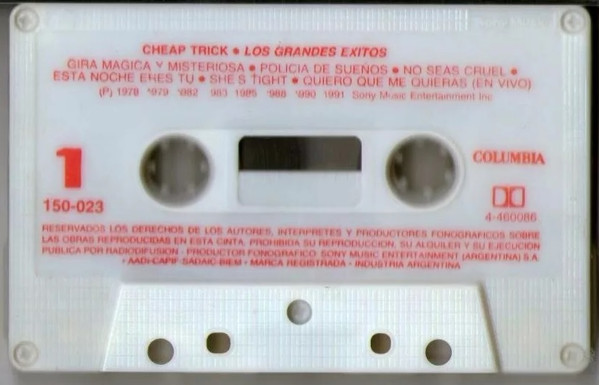 CHEAP TRICK • LOS GRANDES EXITOS
GIRA MAGICA Y MISTERIOSA • POLICIA DE SUEÑOS • NO SEAS CRUEL •
ESTA NOCHE ERES TU • SHE'S TIGHT • QUIERO QUE ME QUIERAS (EN VIVO)
(P) 1978 1979 1982 1983 1985 1988 1990 1991 Sony Music Entertainment Inc
1
COLUMBIA
150-023
4-460086
RESERVADOS LOS DERECHOS DE LOS AUTORES, INTERPRETES Y PRODUCTORES FONOGRAFICOS SOBRE
LAS OBRAS REPRODUCIDAS EN ESTA CINTA. PROHIBIDA SU REPRODUCCION, SU ALQUILER Y SU EJECUCION
PUBLICA POR RADIODIFUSION - PRODUCTOR FONOGRAFICO: SONY MUSIC ENTERTAINMENT (ARGENTINA) S.A.
• AADI-CAPIF-SADAIC-BIEM • MARCA REGISTRADA - INDUSTRIA ARGENTINA